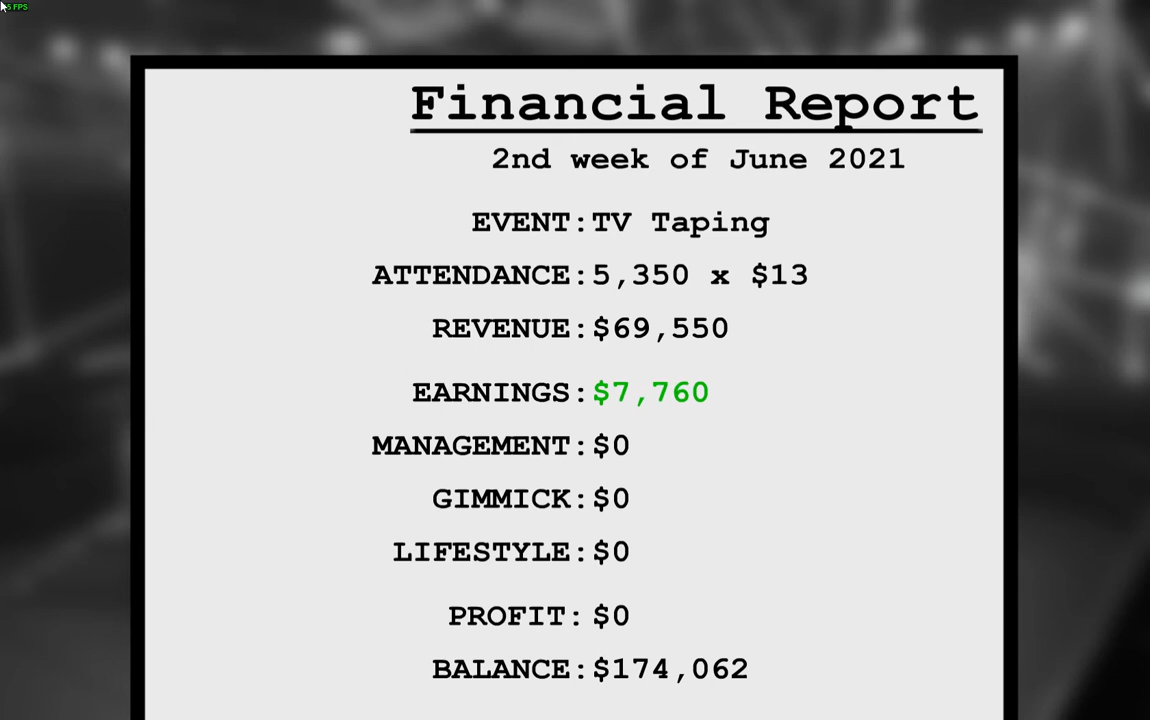 Financial Report
2nd week of June 2021
EVENT: TV Taping
ATTENDANCE: 5,350 x $13
REVENUE: $69,550
EARNINGS: $7,760
MANAGEMENT: $0
GIMMICK: $0
LIFESTYLE: $0
PROFIT: $0
BALANCE: $174,062